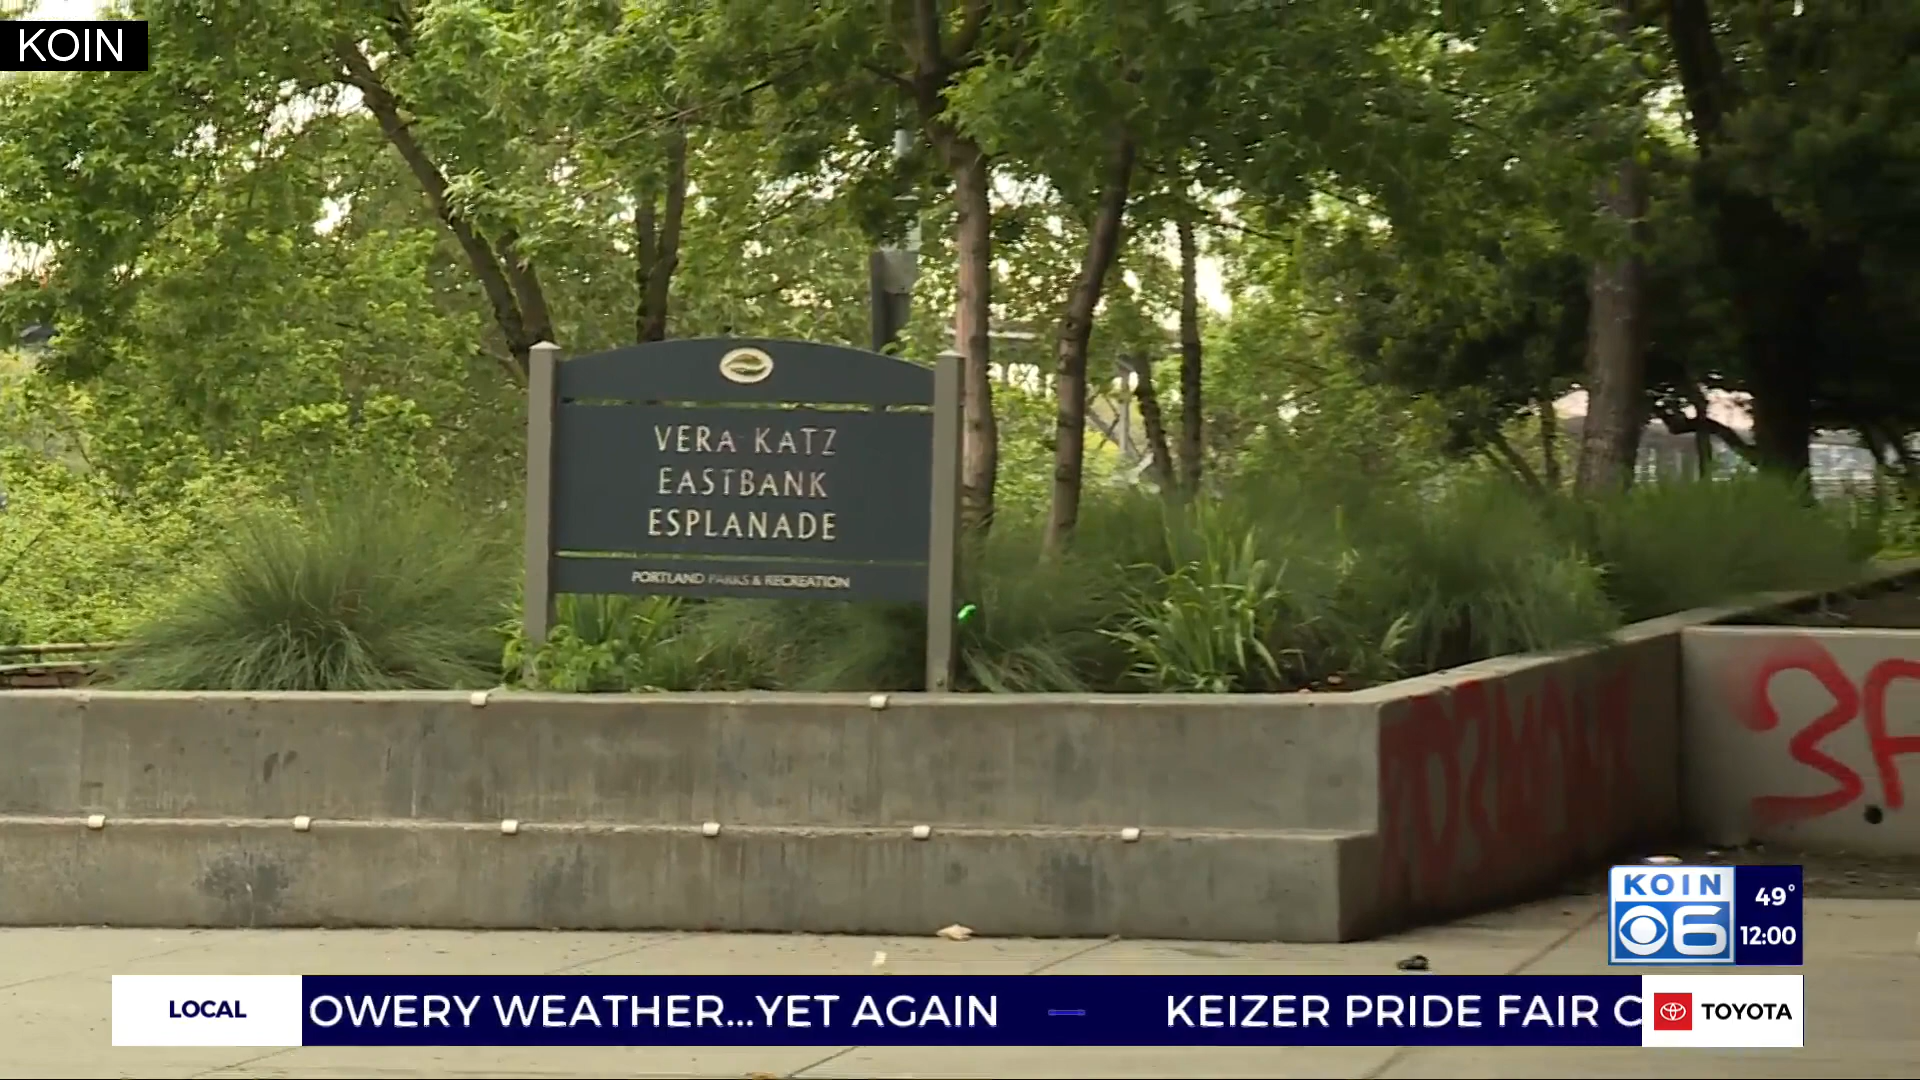 KOIN
VERA KATZ
EASTBANK
ESPLANADE
PORTLAND PARKS & RECREATION
KOIN
6
49°
12:00
LOCAL
OWERY WEATHER...YET AGAIN — KEIZER PRIDE FAIR C
TOYOTA